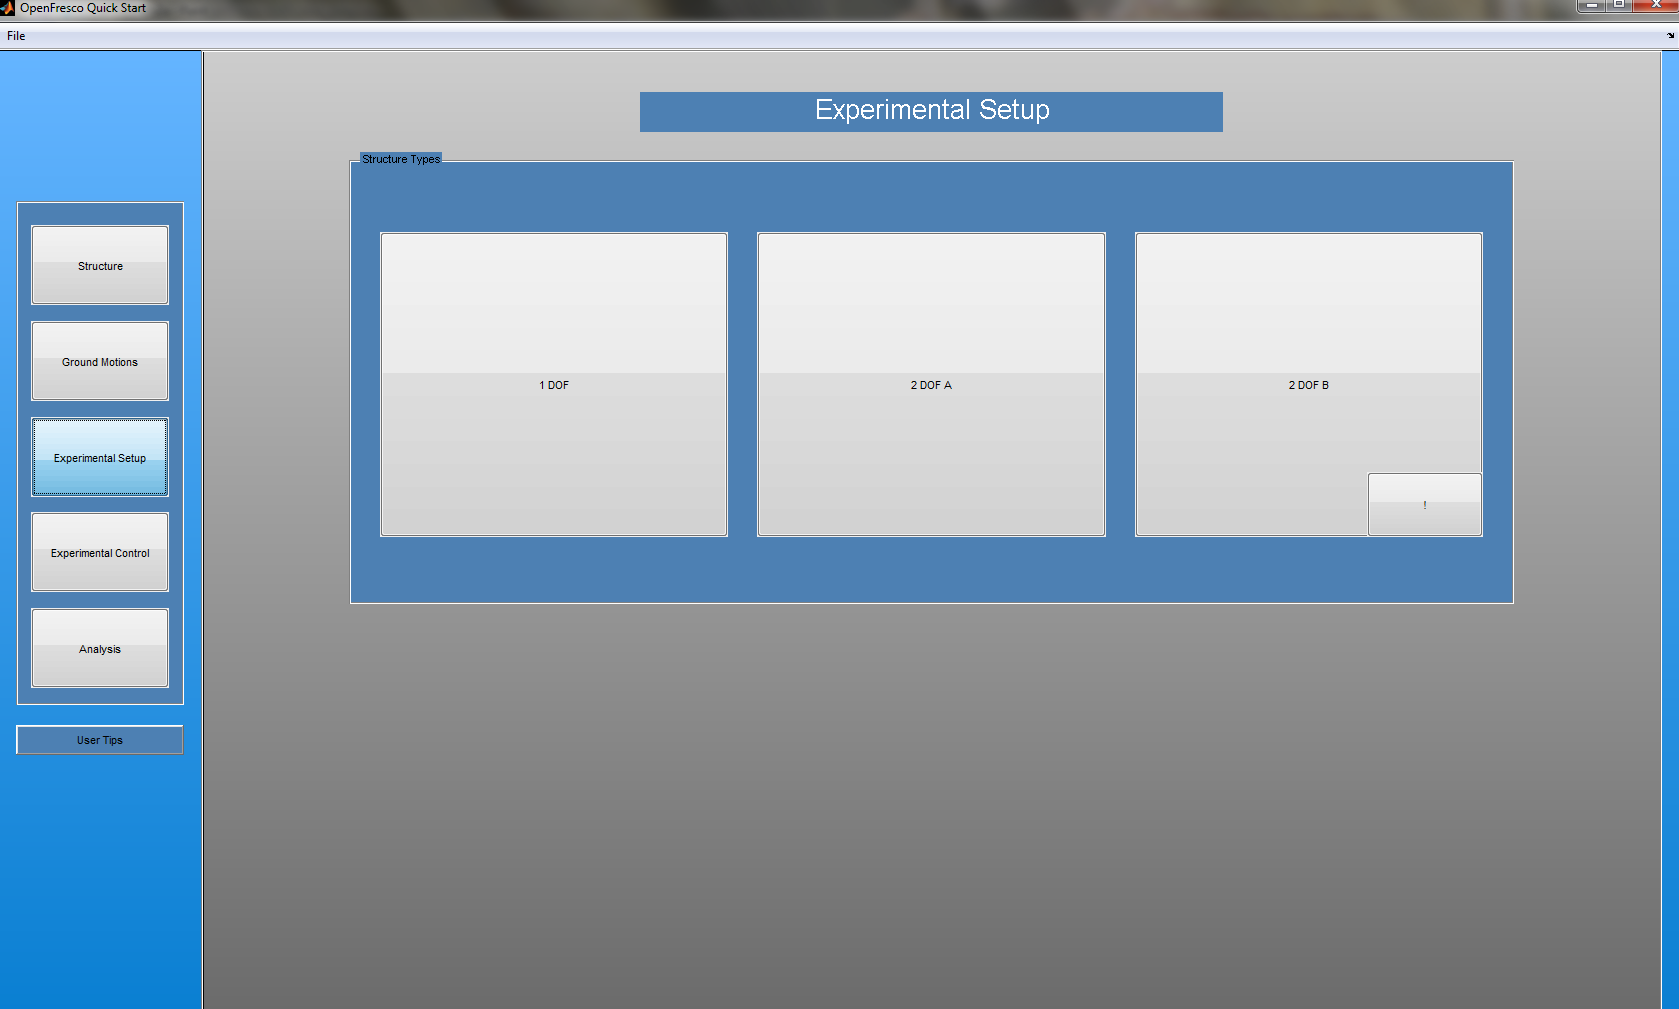 OpenFresco Quick Start
File
Experimental Setup
Structure Types
Structure
Ground Motions
Experimental Setup
Experimental Control
Analysis
User Tips
1 DOF
2 DOF A
2 DOF B
!